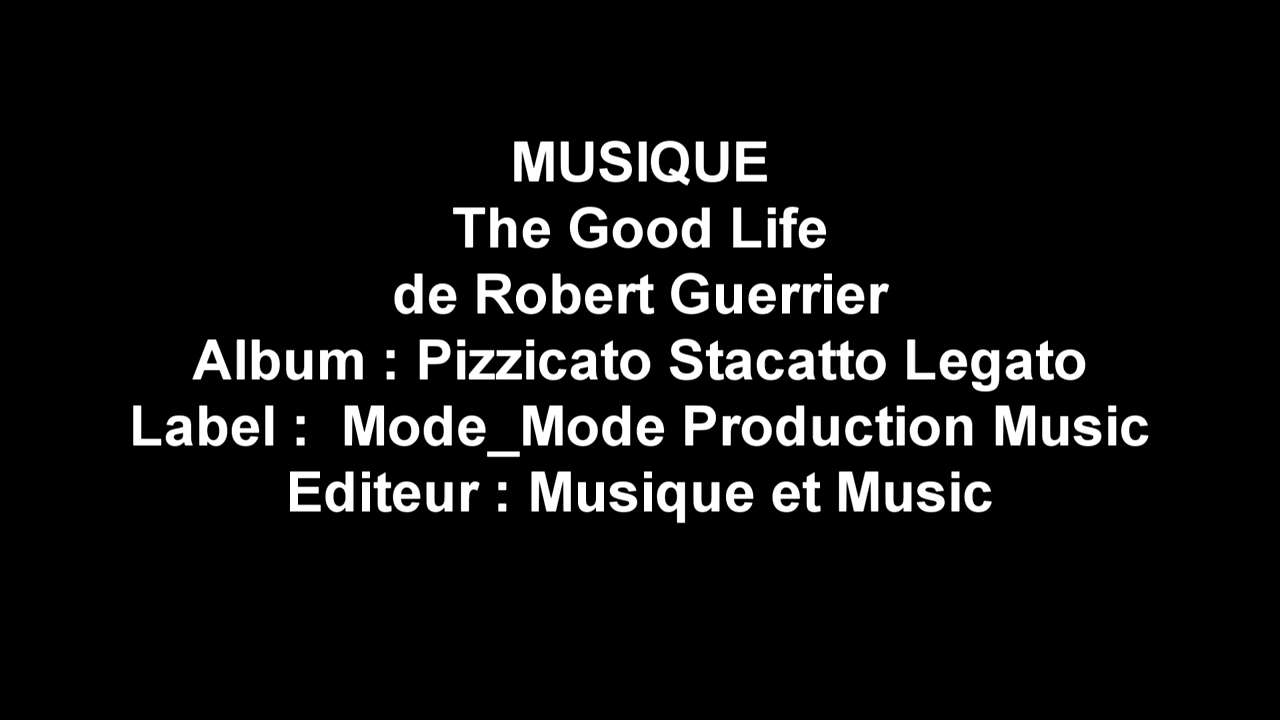 MUSIQUE
The Good Life
de Robert Guerrier
Album : Pizzicato Stacatto Legato
Label :  Mode_Mode Production Music
Editeur : Musique et Music